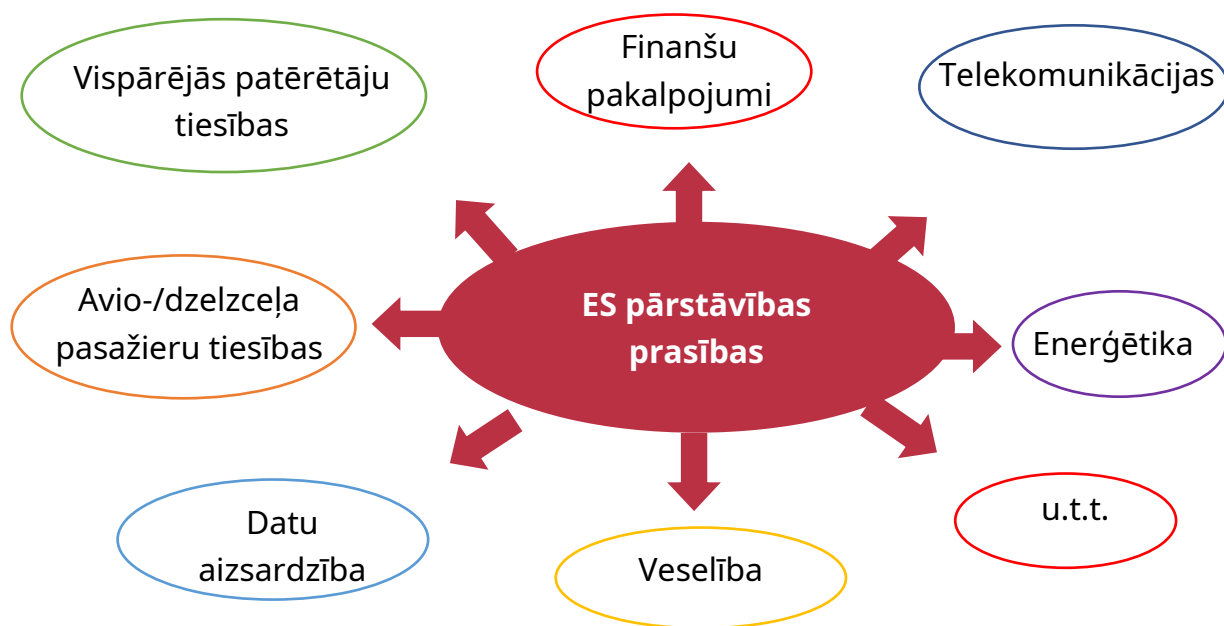 Vispārējās patērētāju
tiesības
Finanšu
pakalpojumi
Telekomunikācijas
Avio-/dzelzceļa
pasažieru tiesības
ES pārstāvības
prasības
Enerģētika
Datu
aizsardzība
Veselība
u.t.t.